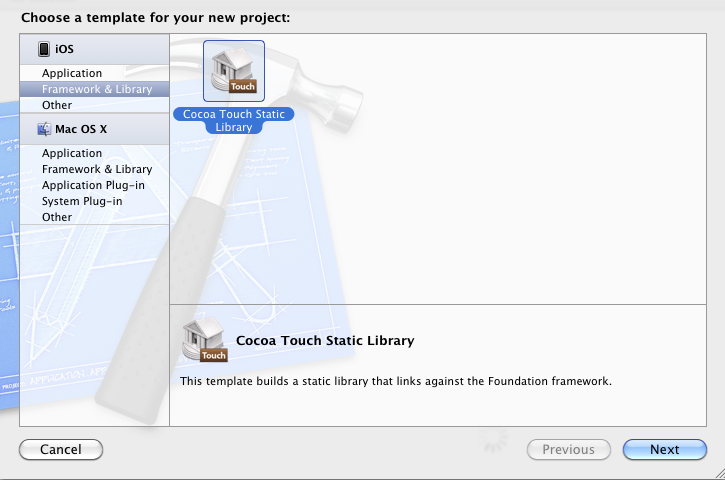 Choose a template for your new project:
iOS
Application
Framework & Library
Other
Mac OS X
Application
Framework & Library
Application Plug-in
System Plug-in
Other
Touch
Cocoa Touch Static
Library
Touch
Cocoa Touch Static Library
This template builds a static library that links against the Foundation framework.
Cancel
Previous
Next